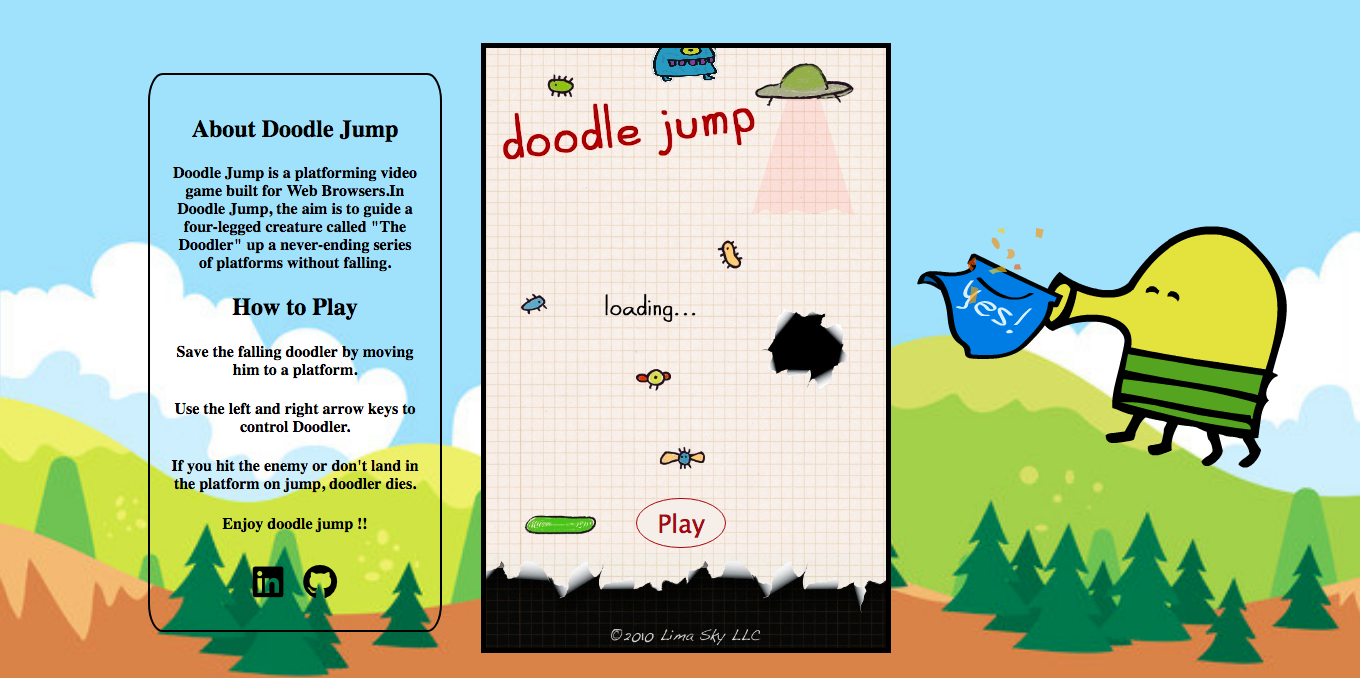 About Doodle Jump
Doodle Jump is a platforming video
game built for Web Browsers.In
Doodle Jump, the aim is to guide a
four-legged creature called "The
Doodler" up a never-ending series
of platforms without falling.
How to Play
Save the falling doodler by moving
him to a platform.
Use the left and right arrow keys to
control Doodler.
If you hit the enemy or don't land in
the platform on jump, doodler dies.
Enjoy doodle jump !!
in
doodle jump
loading...
Play
©2010 Lima Sky LLC
yes!